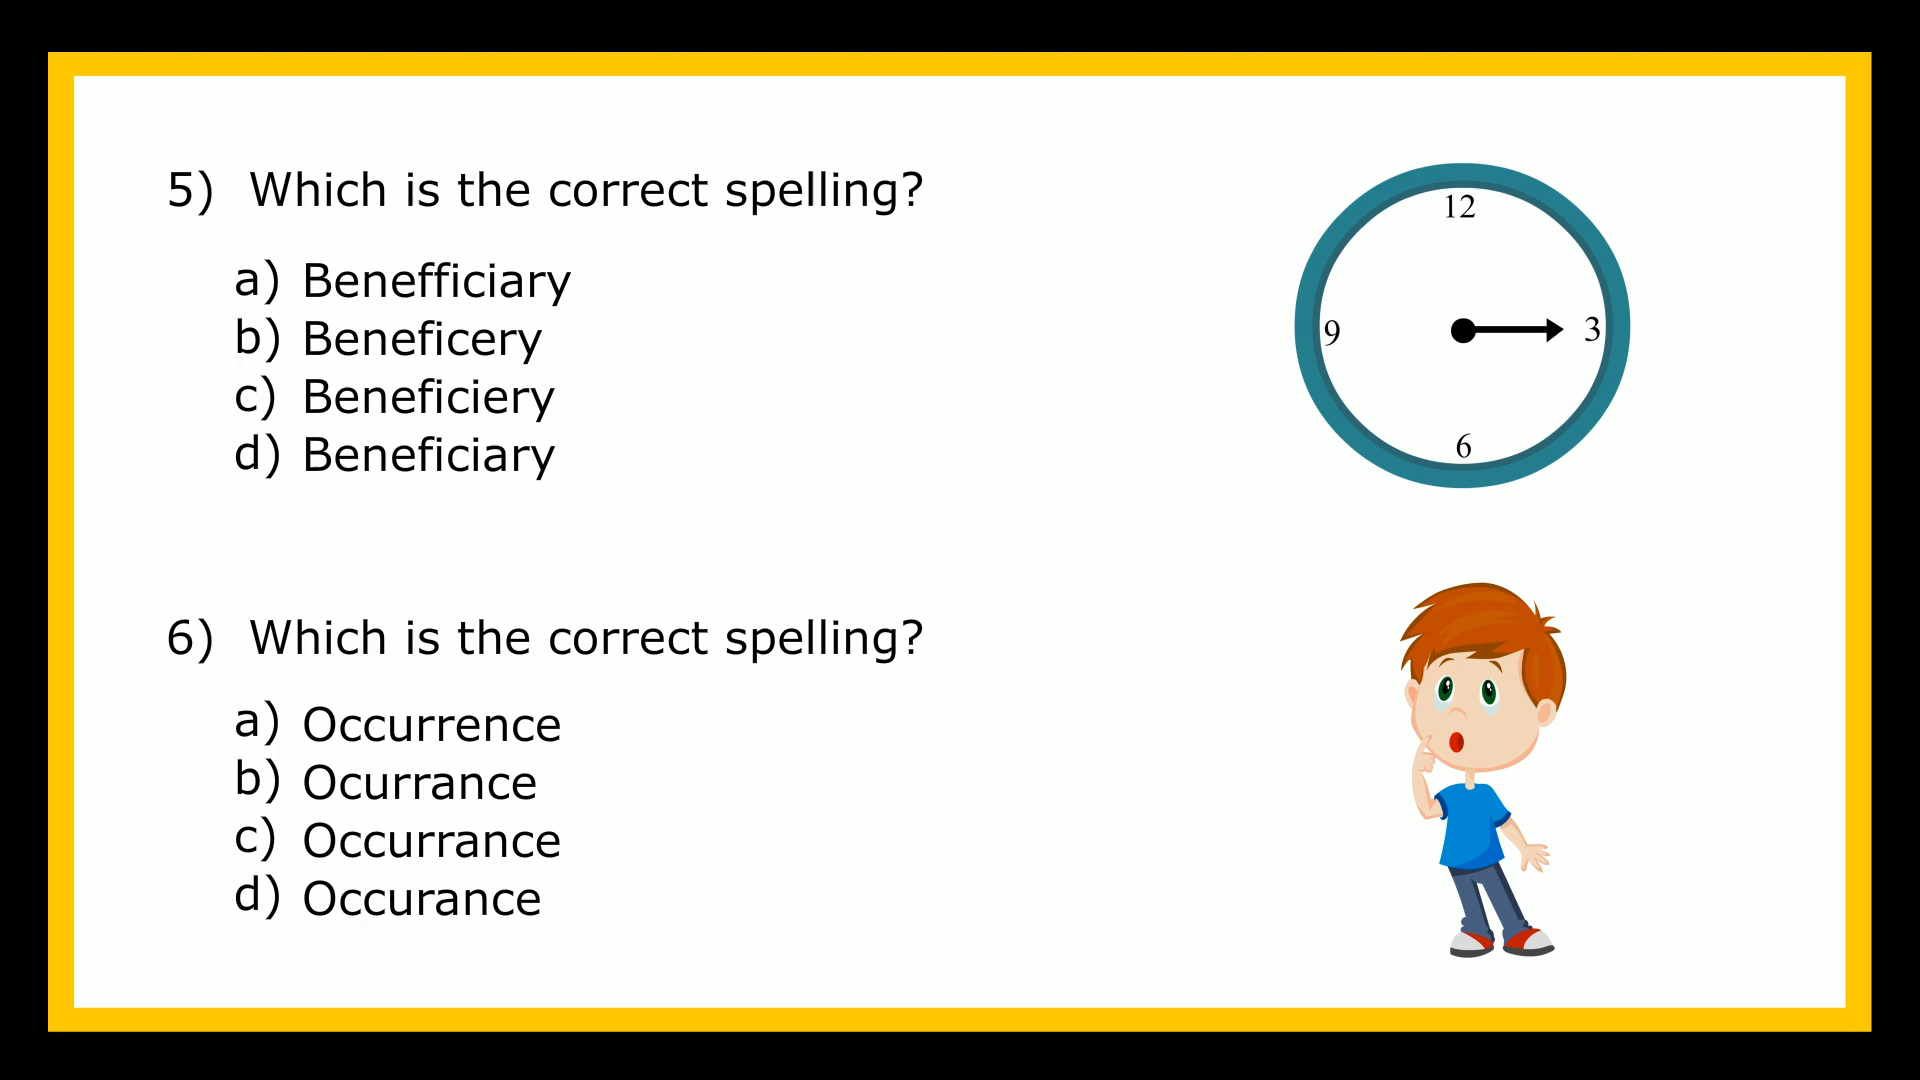 5) Which is the correct spelling?
a) Benefficiary
b) Beneficery
c) Beneficiery
d) Beneficiary
12
9
3
6
6) Which is the correct spelling?
a) Occurrence
b) Ocurrance
c) Occurrance
d) Occurance